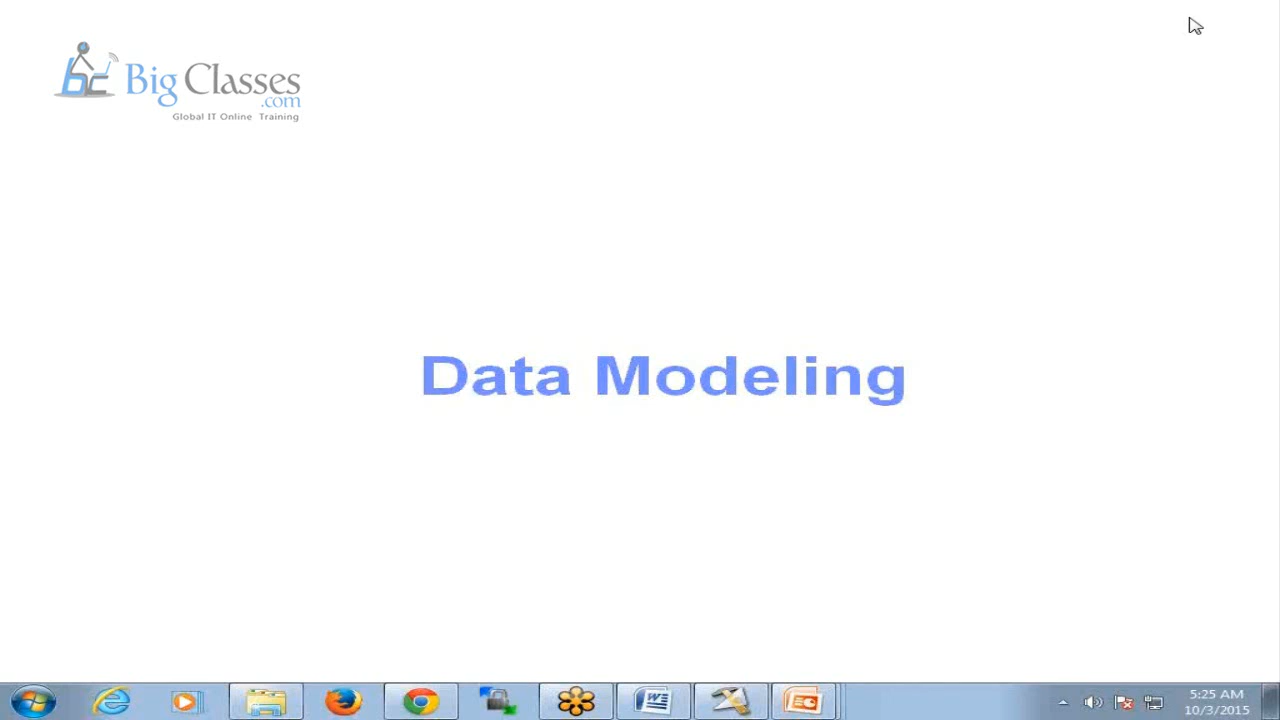 Big Classes
.com
Global IT Online Training
Data Modeling
5:25 AM
10/3/2015